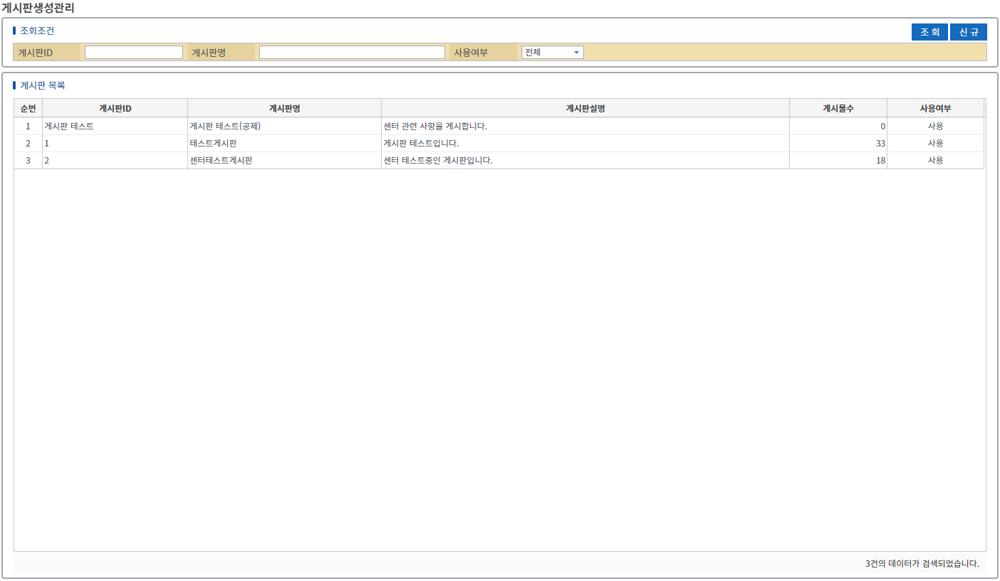 게시판생성관리
조회조건
조 회 신 규
게시판ID 게시판명 사용여부 전체
게시판 목록
순번 게시판ID 게시판명 게시판설명 게시물수 사용여부
1 게시판 테스트 게시판 테스트(공제) 센터 관련 사항을 게시합니다. 0 사용
2 1 테스트게시판 게시판 테스트입니다. 33 사용
3 2 센터테스트게시판 센터 테스트중인 게시판입니다. 18 사용
3건의 데이터가 검색되었습니다.